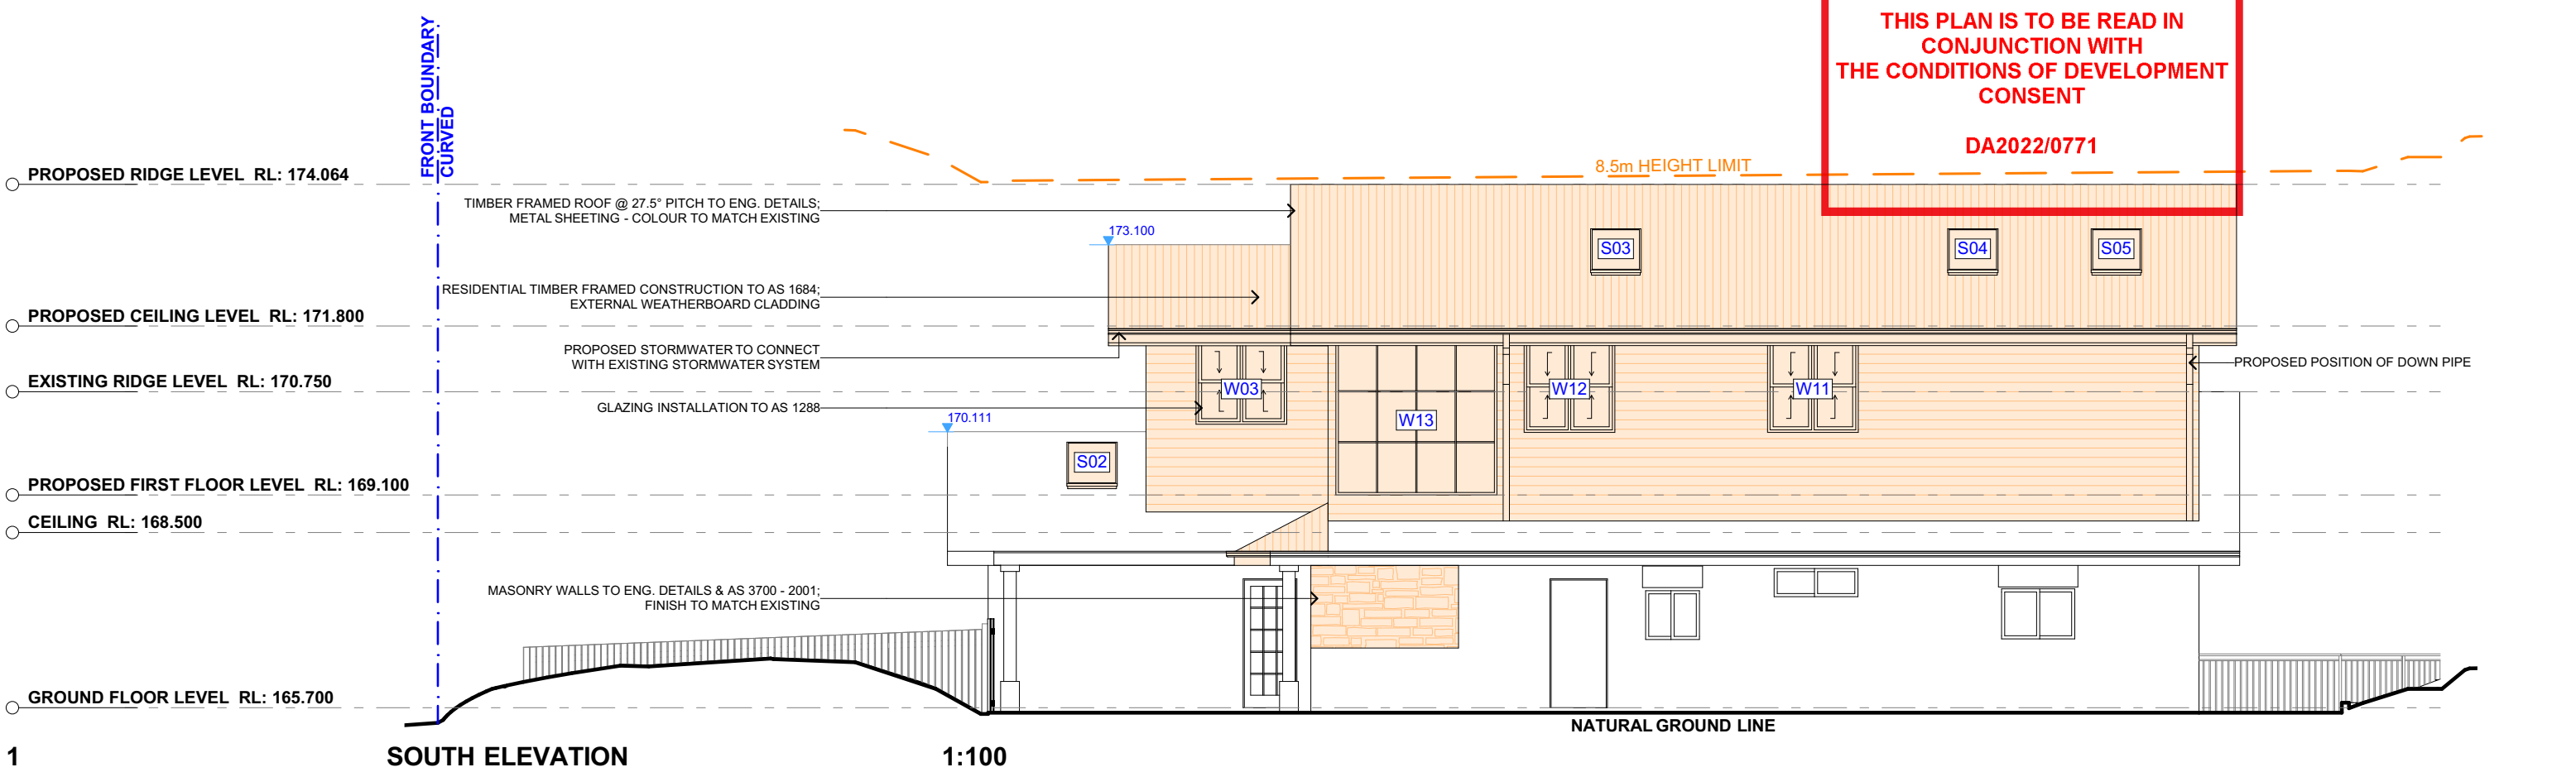 THIS PLAN IS TO BE READ IN
CONJUNCTION WITH
THE CONDITIONS OF DEVELOPMENT
CONSENT
DA2022/0771
FRONT BOUNDARY
CURVED
8.5m HEIGHT LIMIT
PROPOSED RIDGE LEVEL RL: 174.064
TIMBER FRAMED ROOF @ 27.5° PITCH TO ENG. DETAILS;
METAL SHEETING - COLOUR TO MATCH EXISTING
173.100
S03
S04
S05
RESIDENTIAL TIMBER FRAMED CONSTRUCTION TO AS 1684;
EXTERNAL WEATHERBOARD CLADDING
PROPOSED CEILING LEVEL RL: 171.800
PROPOSED STORMWATER TO CONNECT
WITH EXISTING STORMWATER SYSTEM
PROPOSED POSITION OF DOWN PIPE
EXISTING RIDGE LEVEL RL: 170.750
W03
W12
W11
GLAZING INSTALLATION TO AS 1288
170.111
W13
S02
PROPOSED FIRST FLOOR LEVEL RL: 169.100
CEILING RL: 168.500
MASONRY WALLS TO ENG. DETAILS & AS 3700 - 2001;
FINISH TO MATCH EXISTING
GROUND FLOOR LEVEL RL: 165.700
NATURAL GROUND LINE
1 SOUTH ELEVATION 1:100